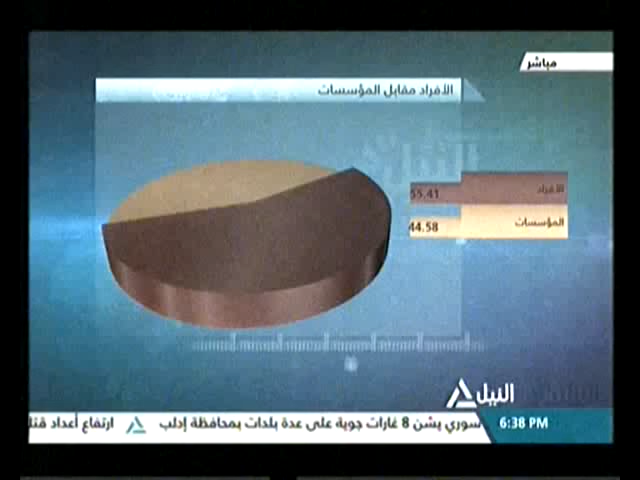 مباشر
الأفراد مقابل المؤسسات
الأفراد 55.41
المؤسسات 44.58
النيل
6:38 PM
سوري يشن 8 غارات جوية على عدة بلدات بمحافظة إدلب ارتفاع أعداد